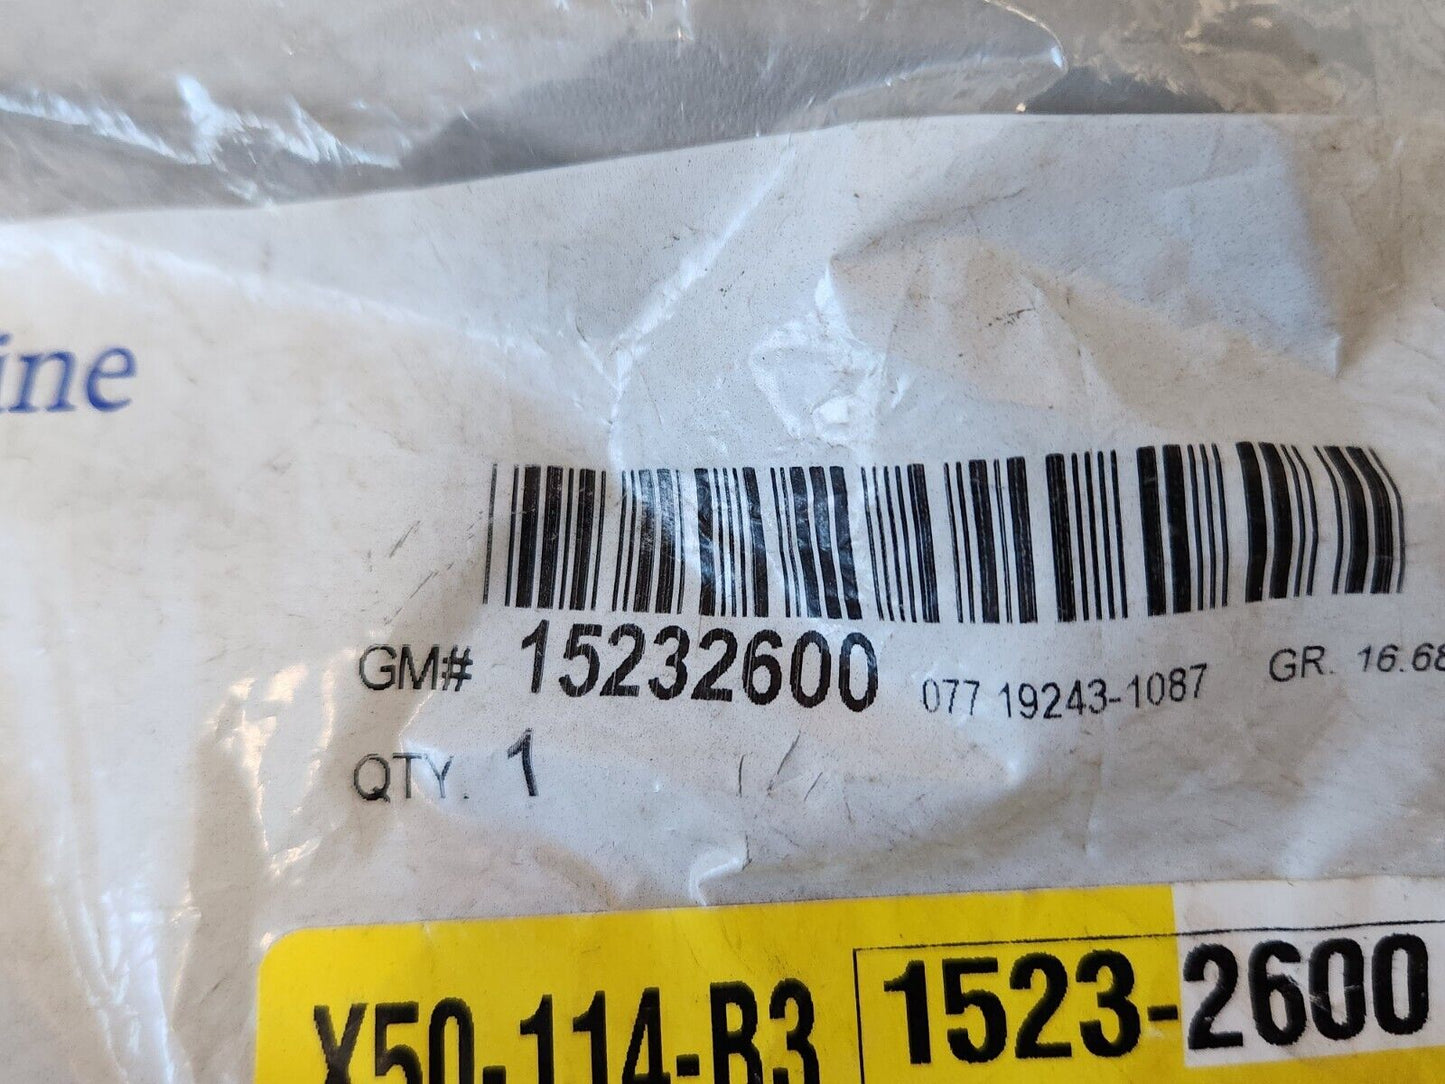 ine
GM# 15232600 077 19243-1087 GR. 16.68
QTY. 1
X50-114-B3 1523-2600